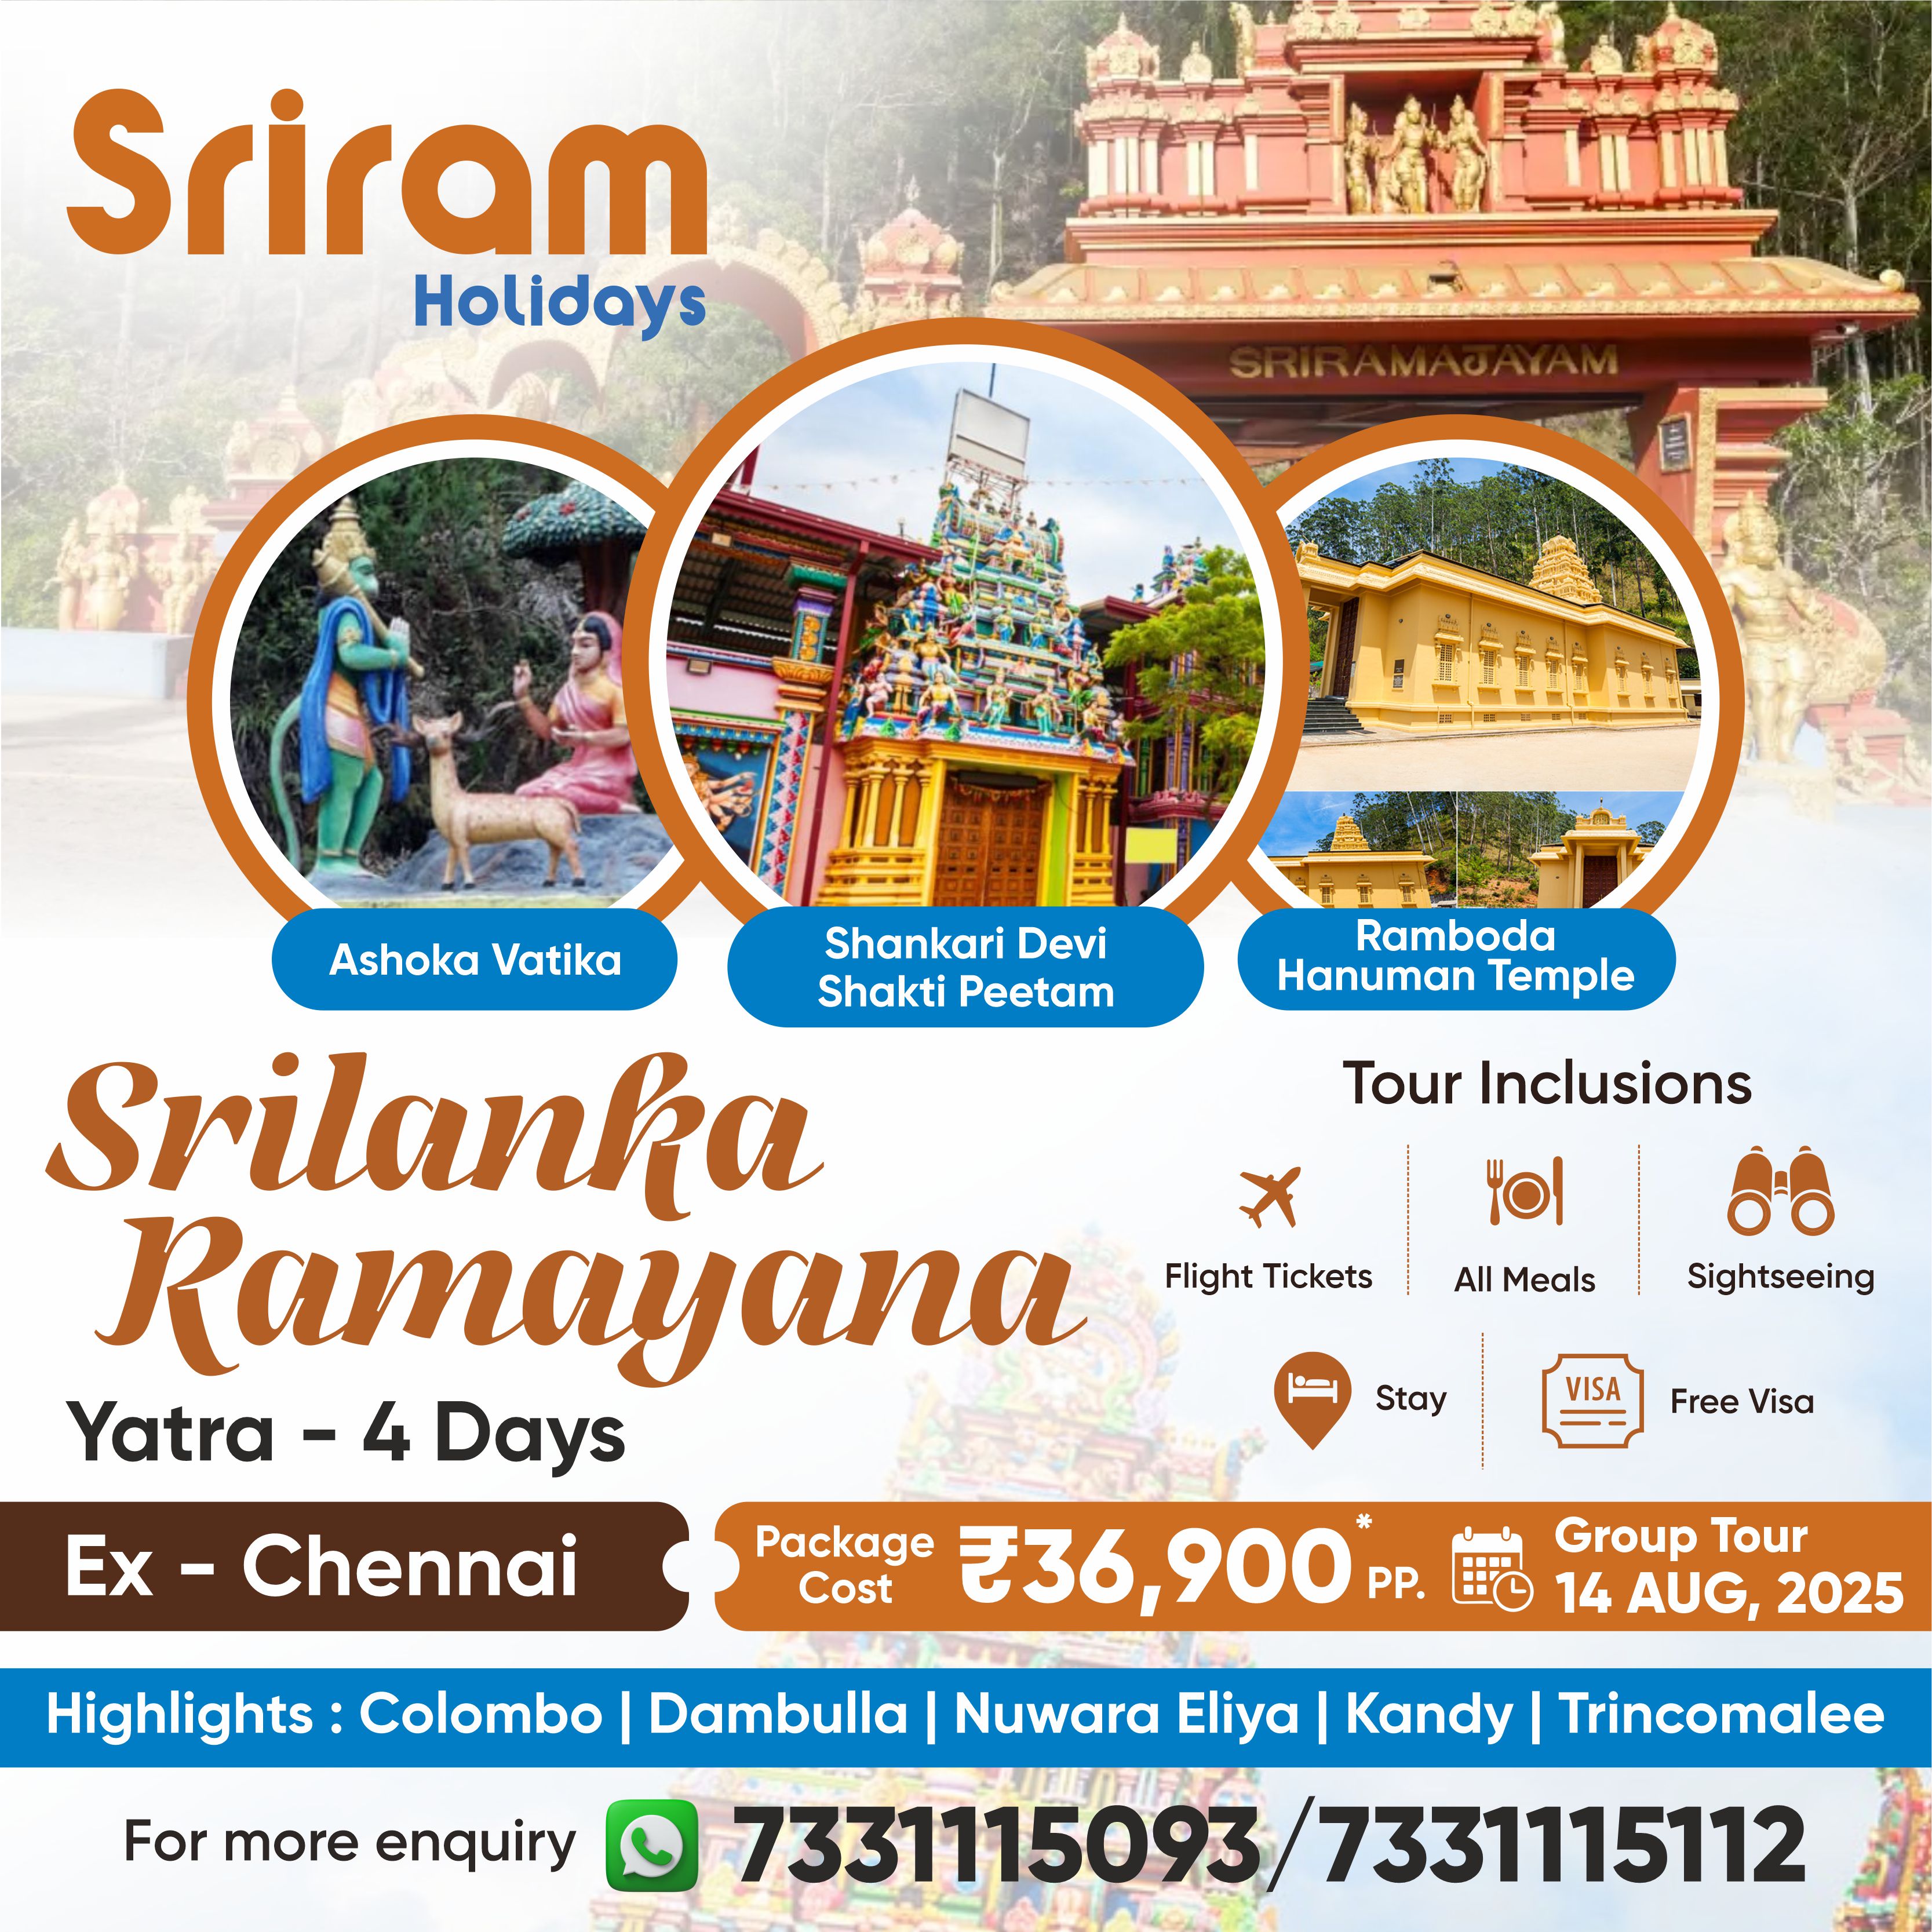 Sriram
Holidays
SRIRAMAJAYAM
Ashoka Vatika
Shankari Devi
Shakti Peetam
Ramboda
Hanuman Temple
Srilanka
Ramayana
Yatra - 4 Days
Tour Inclusions
Flight Tickets
All Meals
Sightseeing
Stay
VISA
Free Visa
Ex - Chennai
Package
Cost
₹36,900* PP.
Group Tour
14 AUG, 2025
Highlights : Colombo | Dambulla | Nuwara Eliya | Kandy | Trincomalee
For more enquiry 7331115093/7331115112